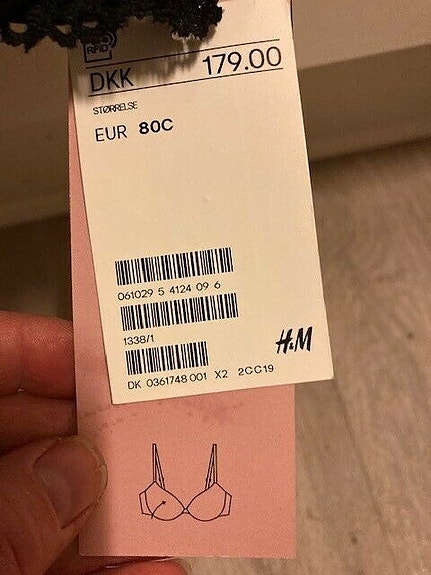 RFID
DKK 179.00
STØRRELSE
EUR 80C
061029 5 4124 09 6
1338/1
H&M
DK 0361748 001 X2 2CC19